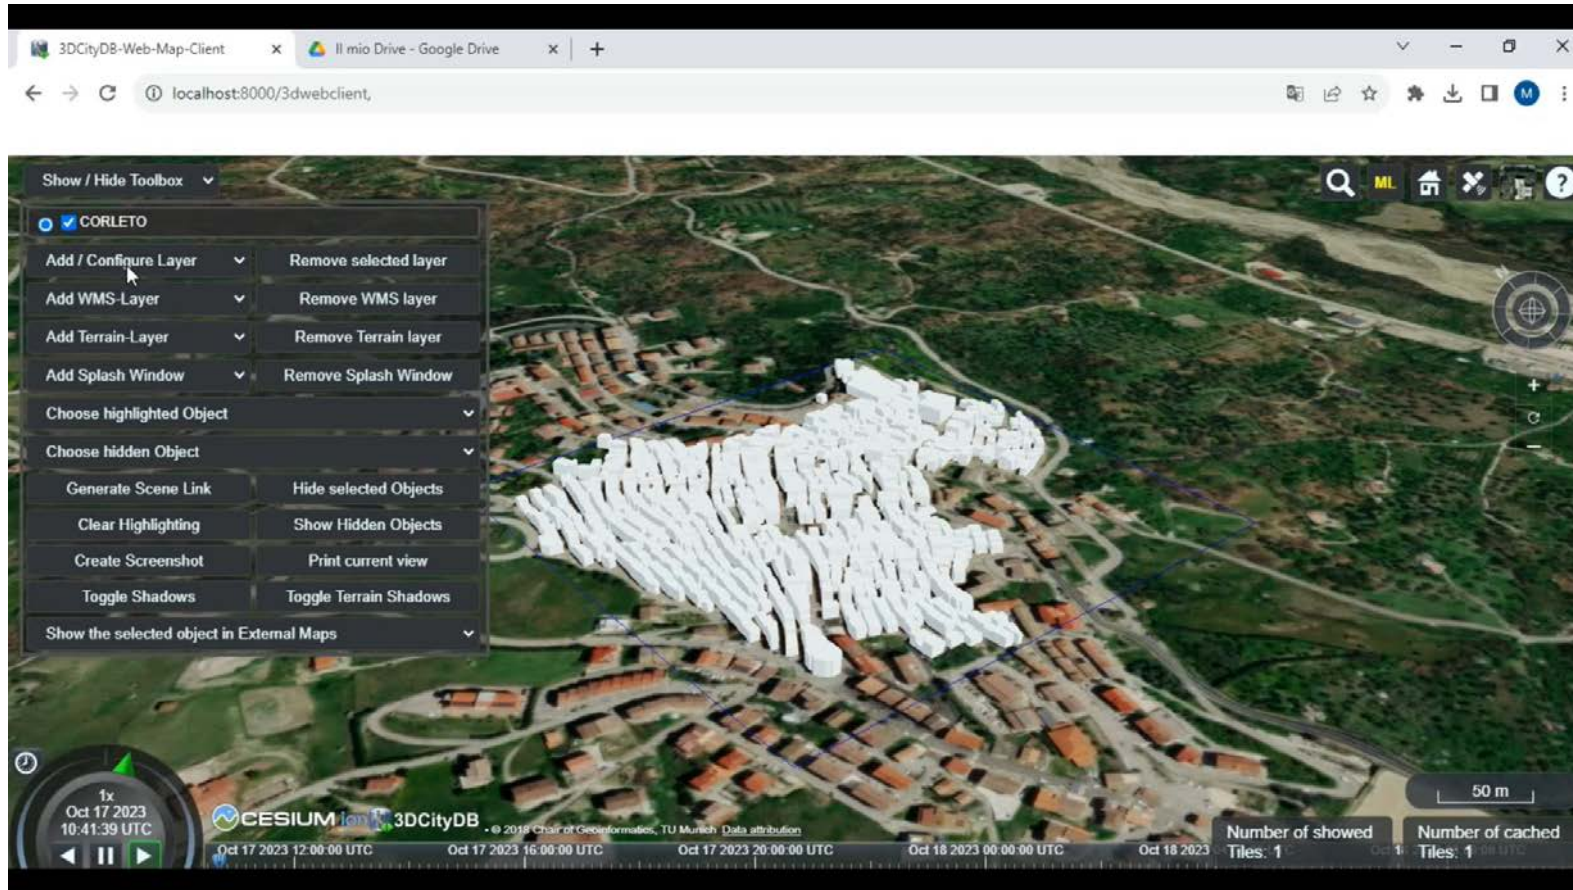 3DCityDB-Web-Map-Client
Il mio Drive - Google Drive
localhost:8000/3dwebclient,
M
Show / Hide Toolbox
ML
?
CORLETO
Add / Configure Layer
Remove selected layer
Add WMS-Layer
Remove WMS layer
Add Terrain-Layer
Remove Terrain layer
Add Splash Window
Remove Splash Window
Choose highlighted Object
Choose hidden Object
Generate Scene Link
Hide selected Objects
Clear Highlighting
Show Hidden Objects
Create Screenshot
Print current view
Toggle Shadows
Toggle Terrain Shadows
Show the selected object in External Maps
1x
Oct 17 2023
10:41:39 UTC
CESIUM ion
3DCityDB
. © 2018 Chair of Geoinformatics, TU Munich Data attribution
50 m
Number of showed
Tiles: 1
Number of cached
Tiles: 1
Oct 17 2023 12:00:00 UTC
Oct 17 2023 16:00:00 UTC
Oct 17 2023 20:00:00 UTC
Oct 18 2023 00:00:00 UTC
Oct 18 2023